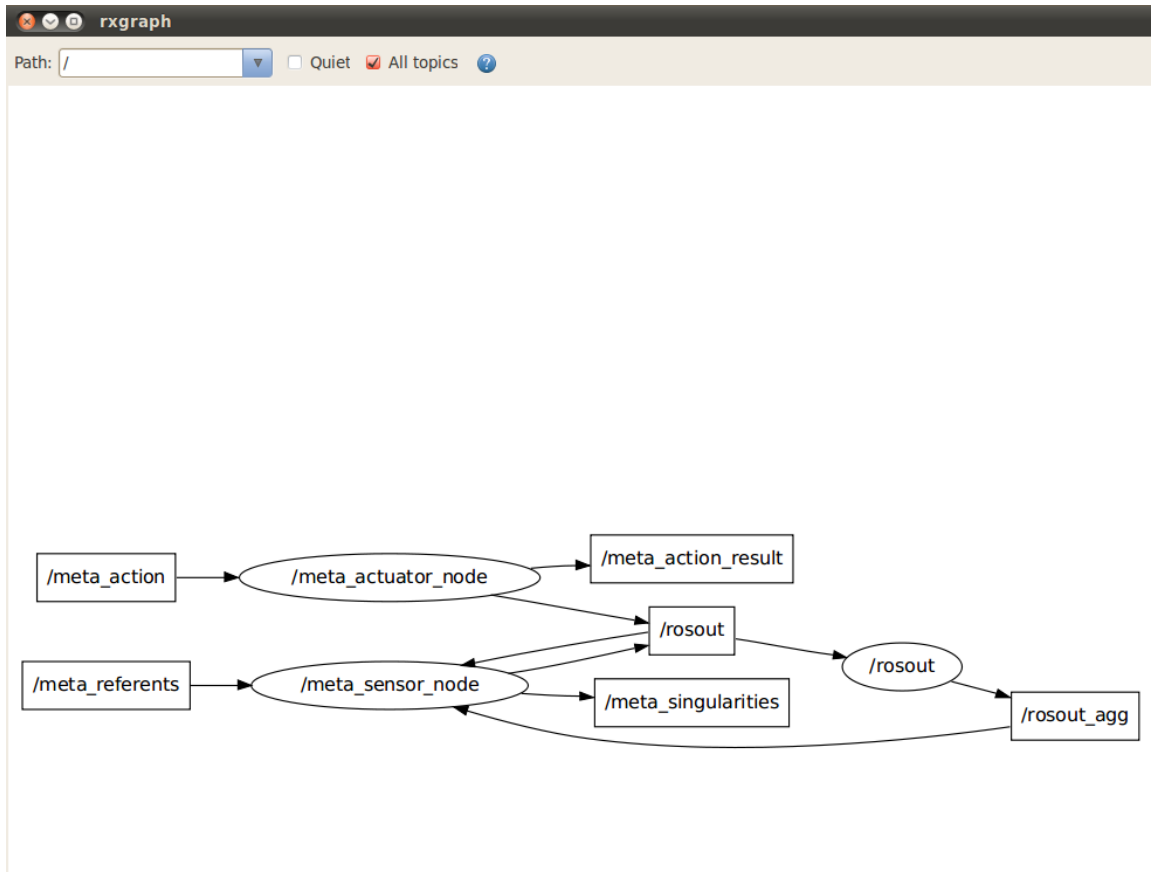 rxgraph
Path: / Quiet All topics ?
/meta_action_result
/meta_action
/meta_actuator_node
/rosout
/rosout
/meta_referents
/meta_sensor_node
/meta_singularities
/rosout_agg